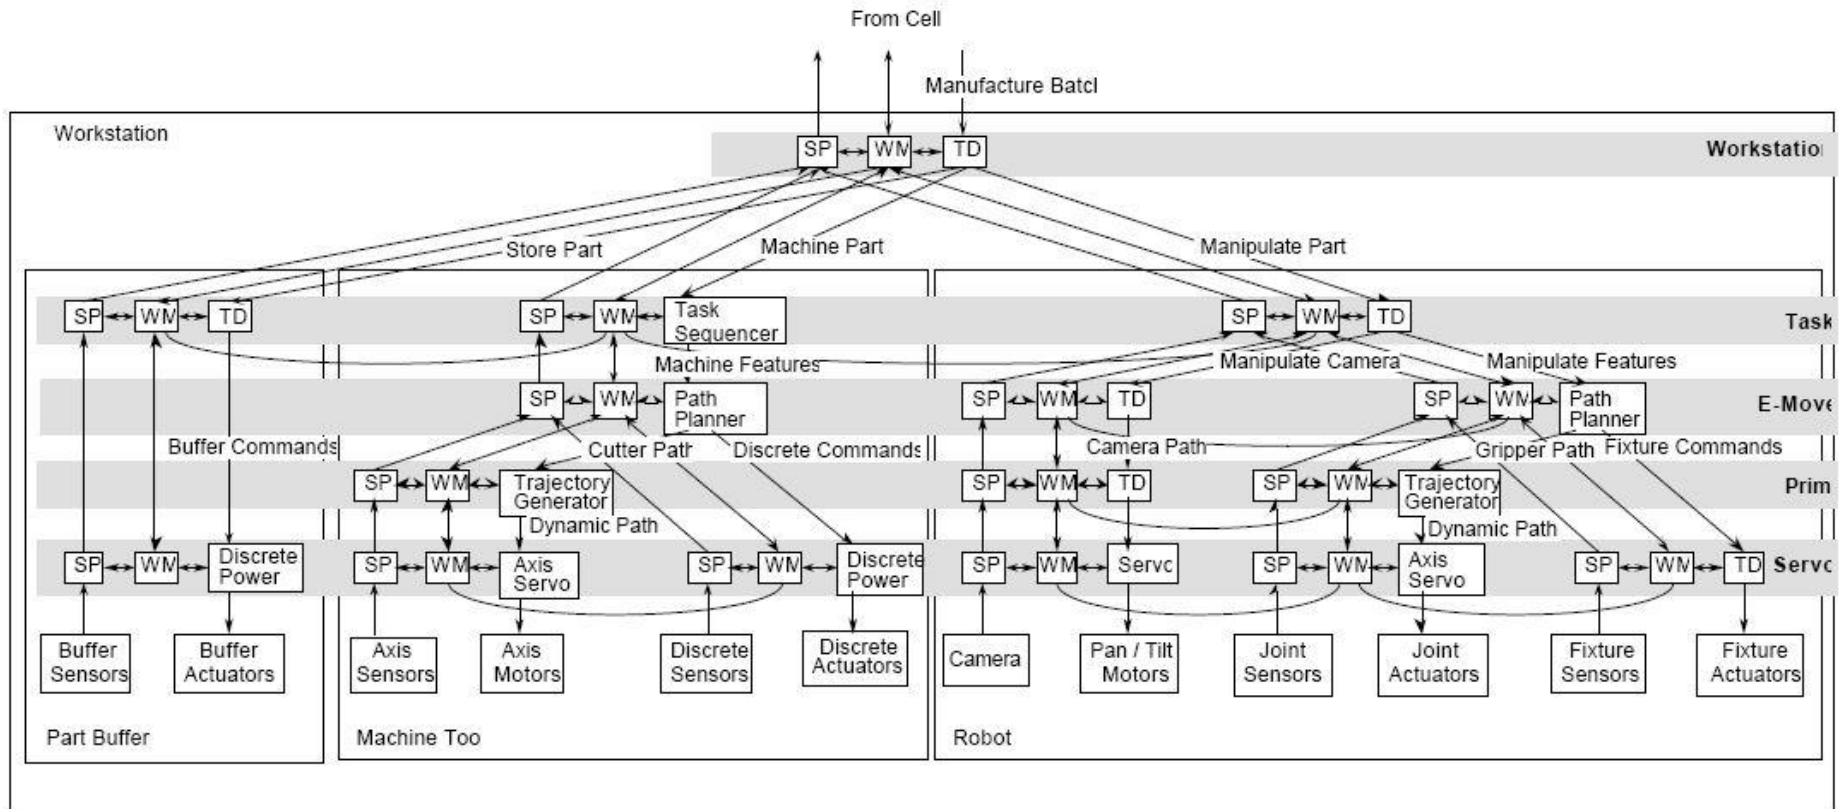 From Cell
Manufacture Batcl
Workstation
SP WM TD Workstatio
Store Part Machine Part Manipulate Part
SP WM TD SP WM Task Sequencer SP WM TD Task
Machine Features Manipulate Camera Manipulate Features
SP WM Path Planner SP WM TD SP WM Path Planner E-Move
Buffer Commands Cutter Path Discrete Commands Camera Path Gripper Path Fixture Commands
SP WM Trajectory Generator SP WM TD SP WM Trajectory Generator Prim
Dynamic Path Dynamic Path
SP WM Discrete Power SP WM Axis Servo SP WM Discrete Power SP WM Servc SP WM Axis Servo SP WM TD Servc
Buffer Sensors Buffer Actuators Axis Sensors Axis Motors Discrete Sensors Discrete Actuators Camera Pan / Tilt Motors Joint Sensors Joint Actuators Fixture Sensors Fixture Actuators
Part Buffer Machine Too Robot